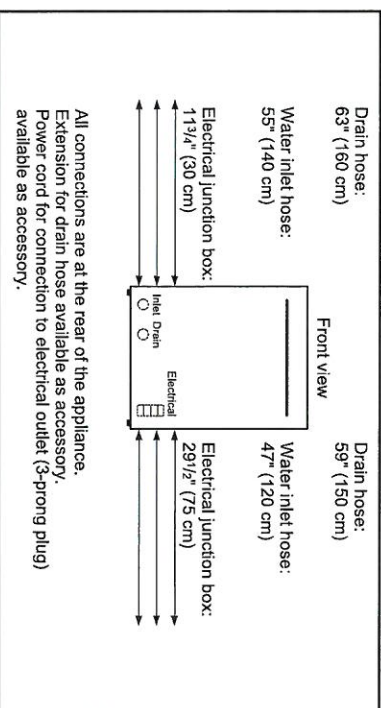 Front view
Drain hose:
63" (160 cm)
Water inlet hose:
55" (140 cm)
Electrical junction box:
11³/₄" (30 cm)
Drain hose:
59" (150 cm)
Water inlet hose:
47" (120 cm)
Electrical junction box:
29¹/₂" (75 cm)
Inlet Drain
Electrical
All connections are at the rear of the appliance.
Extension for drain hose available as accessory.
Power cord for connection to electrical outlet (3-prong plug)
available as accessory.